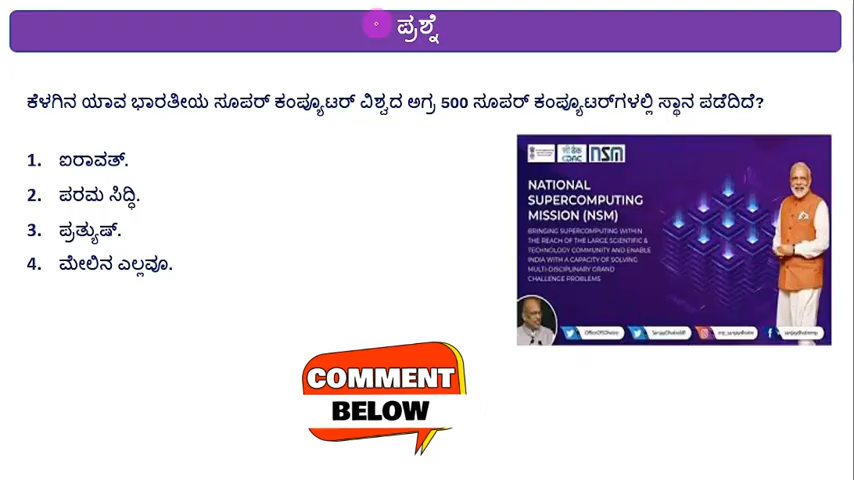 ಪ್ರಶ್ನೆ
ಕೆಳಗಿನ ಯಾವ ಭಾರತೀಯ ಸೂಪರ್ ಕಂಪ್ಯೂಟರ್ ವಿಶ್ವದ ಅಗ್ರ 500 ಸೂಪರ್ ಕಂಪ್ಯೂಟರ್‌ಗಳಲ್ಲಿ ಸ್ಥಾನ ಪಡೆದಿದೆ?
1. ಐರಾವತ್.
2. ಪರಮ ಸಿದ್ಧಿ.
3. ಪ್ರತ್ಯುಷ್.
4. ಮೇಲಿನ ಎಲ್ಲವೂ.
सी डैक
CDAC
NSM
NATIONAL
SUPERCOMPUTING
MISSION (NSM)
BRINGING SUPERCOMPUTING WITHIN
THE REACH OF THE LARGE SCIENTIFIC &
TECHNOLOGY COMMUNITY AND ENABLE
INDIA WITH A CAPACITY OF SOLVING
MULTI-DISCIPLINARY GRAND
CHALLENGE PROBLEMS
COMMENT
BELOW